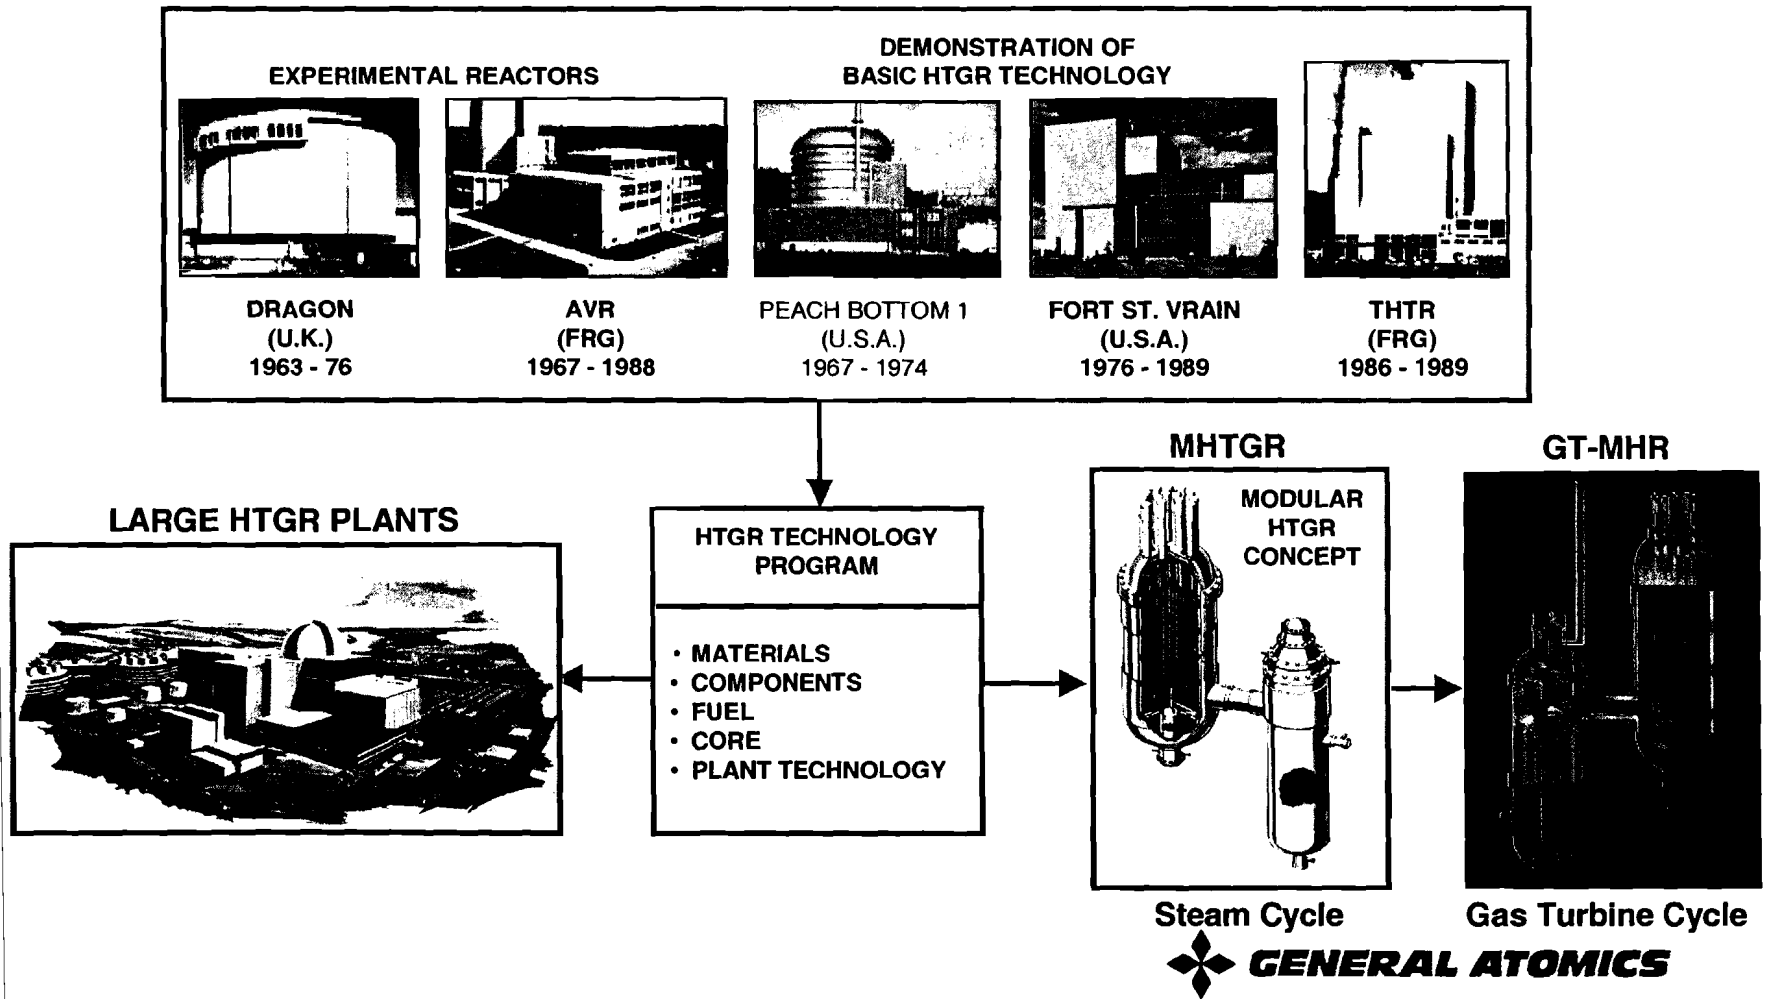 EXPERIMENTAL REACTORS
DEMONSTRATION OF
BASIC HTGR TECHNOLOGY
DRAGON
(U.K.)
1963 - 76
AVR
(FRG)
1967 - 1988
PEACH BOTTOM 1
(U.S.A.)
1967 - 1974
FORT ST. VRAIN
(U.S.A.)
1976 - 1989
THTR
(FRG)
1986 - 1989
LARGE HTGR PLANTS
HTGR TECHNOLOGY
PROGRAM
• MATERIALS
• COMPONENTS
• FUEL
• CORE
• PLANT TECHNOLOGY
MHTGR
MODULAR
HTGR
CONCEPT
Steam Cycle
GT-MHR
Gas Turbine Cycle
GENERAL ATOMICS